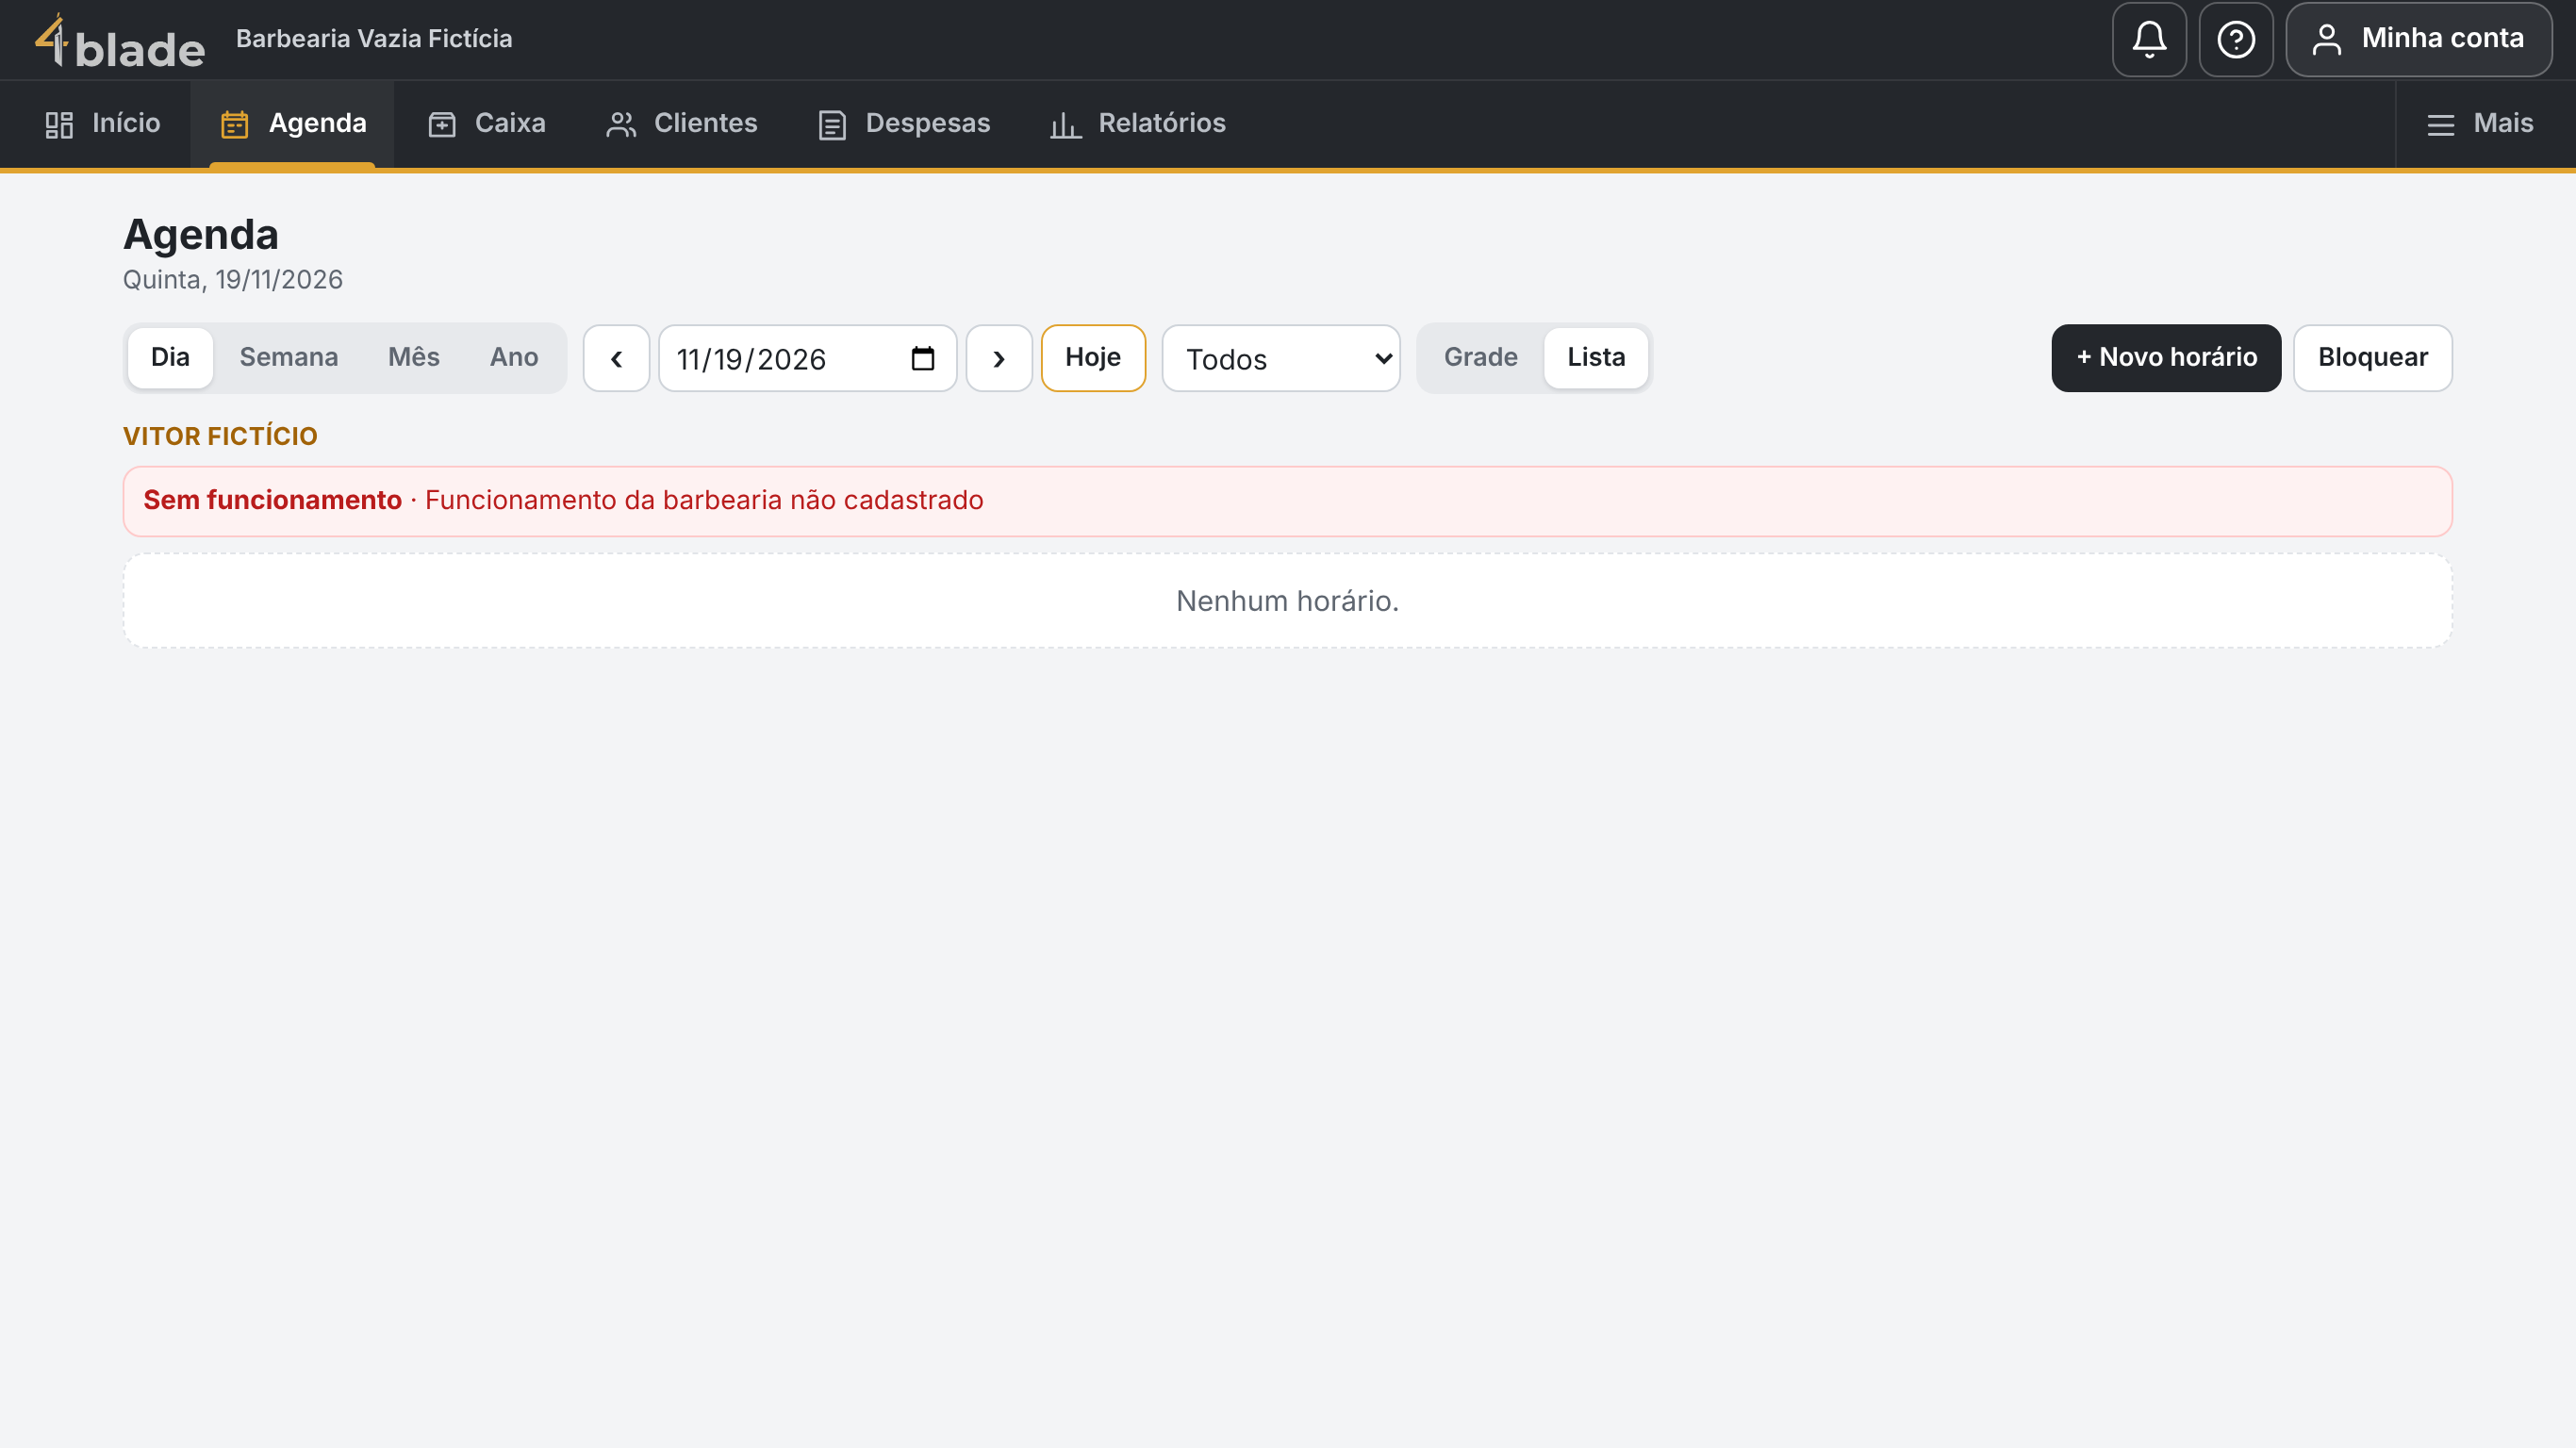 4blade Barbearia Vazia Fictícia Minha conta
Início Agenda Caixa Clientes Despesas Relatórios Mais
Agenda
Quinta, 19/11/2026
Dia Semana Mês Ano ‹ 11/19/2026 › Hoje Todos Grade Lista + Novo horário Bloquear
VITOR FICTÍCIO
Sem funcionamento · Funcionamento da barbearia não cadastrado
Nenhum horário.